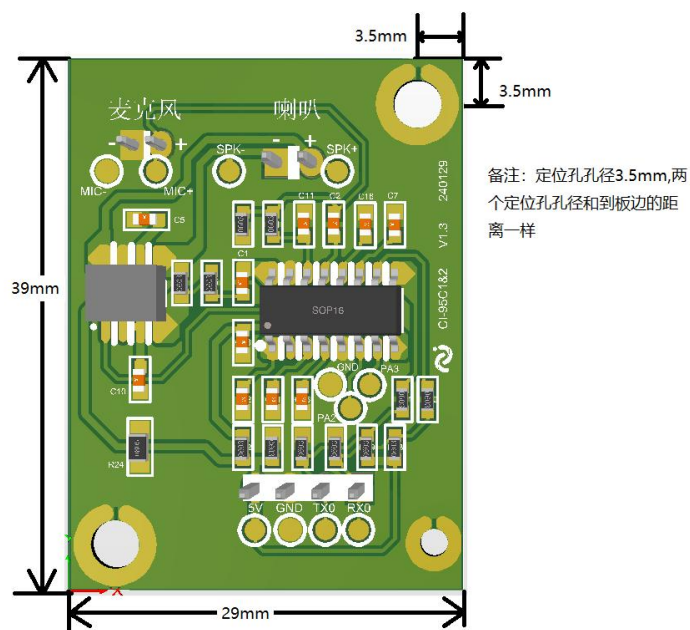 3.5mm
3.5mm
麦克风
喇叭
-
+
-
+
SPK-
SPK+
MIC-
MIC+
240129
备注：定位孔孔径3.5mm,两
个定位孔孔径和到板边的距
离一样
C5
C11
C2
C16
C7
V1.3
C1
39mm
SOP16
CI-95C1&2
GND
PA3
C10
PA2
R24
5V
GND
TX0
RX0
X
29mm